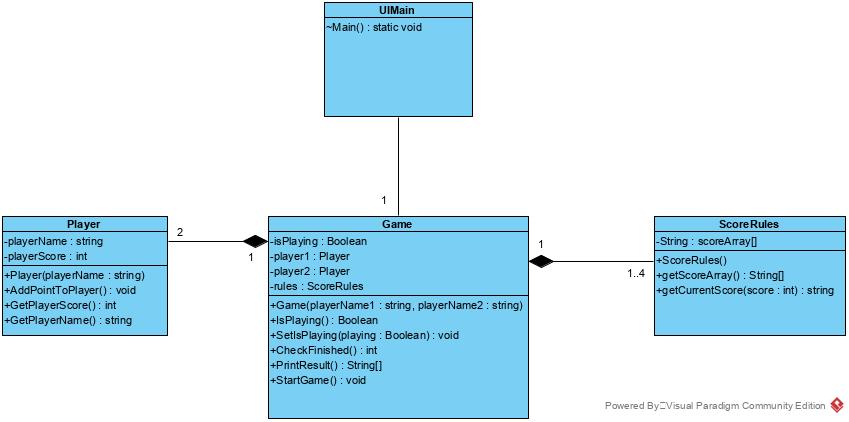 UIMain
~Main() : static void
1
Player
-playerName : string
-playerScore : int
+Player(playerName : string)
+AddPointToPlayer() : void
+GetPlayerScore() : int
+GetPlayerName() : string
2
1
Game
-isPlaying : Boolean
-player1 : Player
-player2 : Player
-rules : ScoreRules
+Game(playerName1 : string, playerName2 : string)
+IsPlaying() : Boolean
+SetIsPlaying(playing : Boolean) : void
+CheckFinished() : int
+PrintResult() : String[]
+StartGame() : void
1
1..4
ScoreRules
-String : scoreArray[]
+ScoreRules()
+getScoreArray() : String[]
+getCurrentScore(score : int) : string
Powered By Visual Paradigm Community Edition